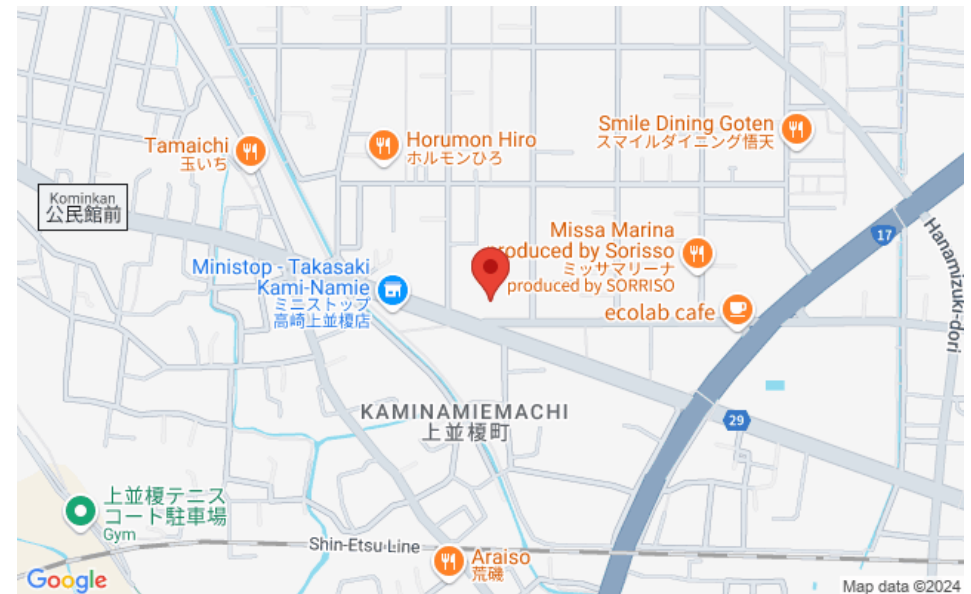 Tamaichi
玉いち
Horumon Hiro
ホルモンひろ
Smile Dining Goten
スマイルダイニング悟天
Kominkan
公民館前
17
Hanamizuki-dori
Missa Marina
produced by Sorisso
ミッサマリーナ
produced by SORRISO
Ministop - Takasaki
Kami-Namie
ミニストップ
高崎上並榎店
ecolab cafe
KAMINAMIEMACHI
上並榎町
29
上並榎テニス
コート駐車場
Gym
Shin-Etsu Line
Araiso
荒磯
Google
Map data ©2024